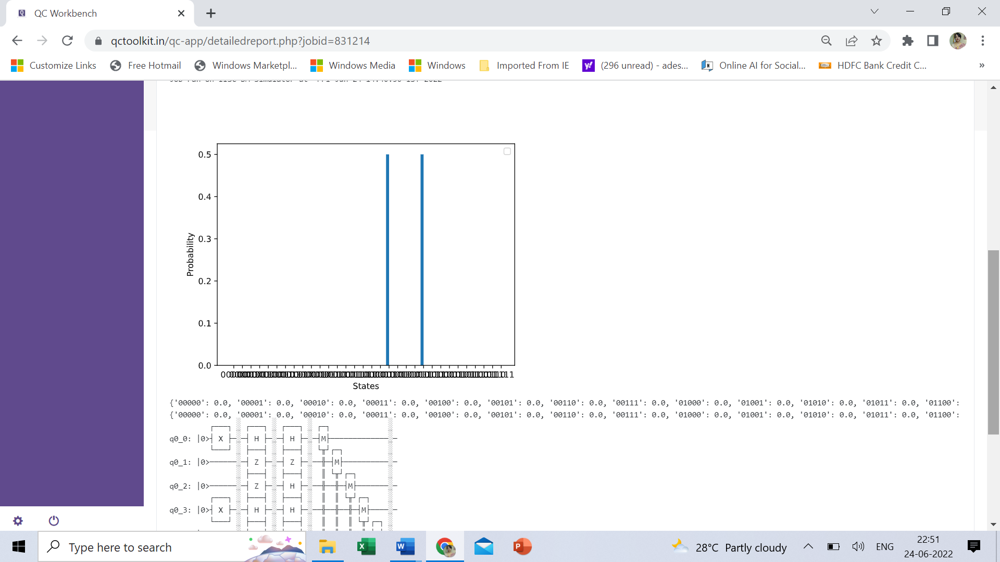 QC Workbench
qctoolkit.in/qc-app/detailedreport.php?jobid=831214
Customize Links Free Hotmail Windows Marketpl... Windows Media Windows Imported From IE (296 unread) - ades... Online AI for Social... HDFC Bank Credit C... »
0.5
0.4
0.3
0.2
0.1
0.0
Probability
States
{'00000': 0.0, '00001': 0.0, '00010': 0.0, '00011': 0.0, '00100': 0.0, '00101': 0.0, '00110': 0.0, '00111': 0.0, '01000': 0.0, '01001': 0.0, '01010': 0.0, '01011': 0.0, '01100':
{'00000': 0.0, '00001': 0.0, '00010': 0.0, '00011': 0.0, '00100': 0.0, '00101': 0.0, '00110': 0.0, '00111': 0.0, '01000': 0.0, '01001': 0.0, '01010': 0.0, '01011': 0.0, '01100':
q0_0: |0> X H H M
q0_1: |0> Z Z M
q0_2: |0> Z H M
q0_3: |0> X H H M
Type here to search
28°C Partly cloudy
ENG
22:51
24-06-2022